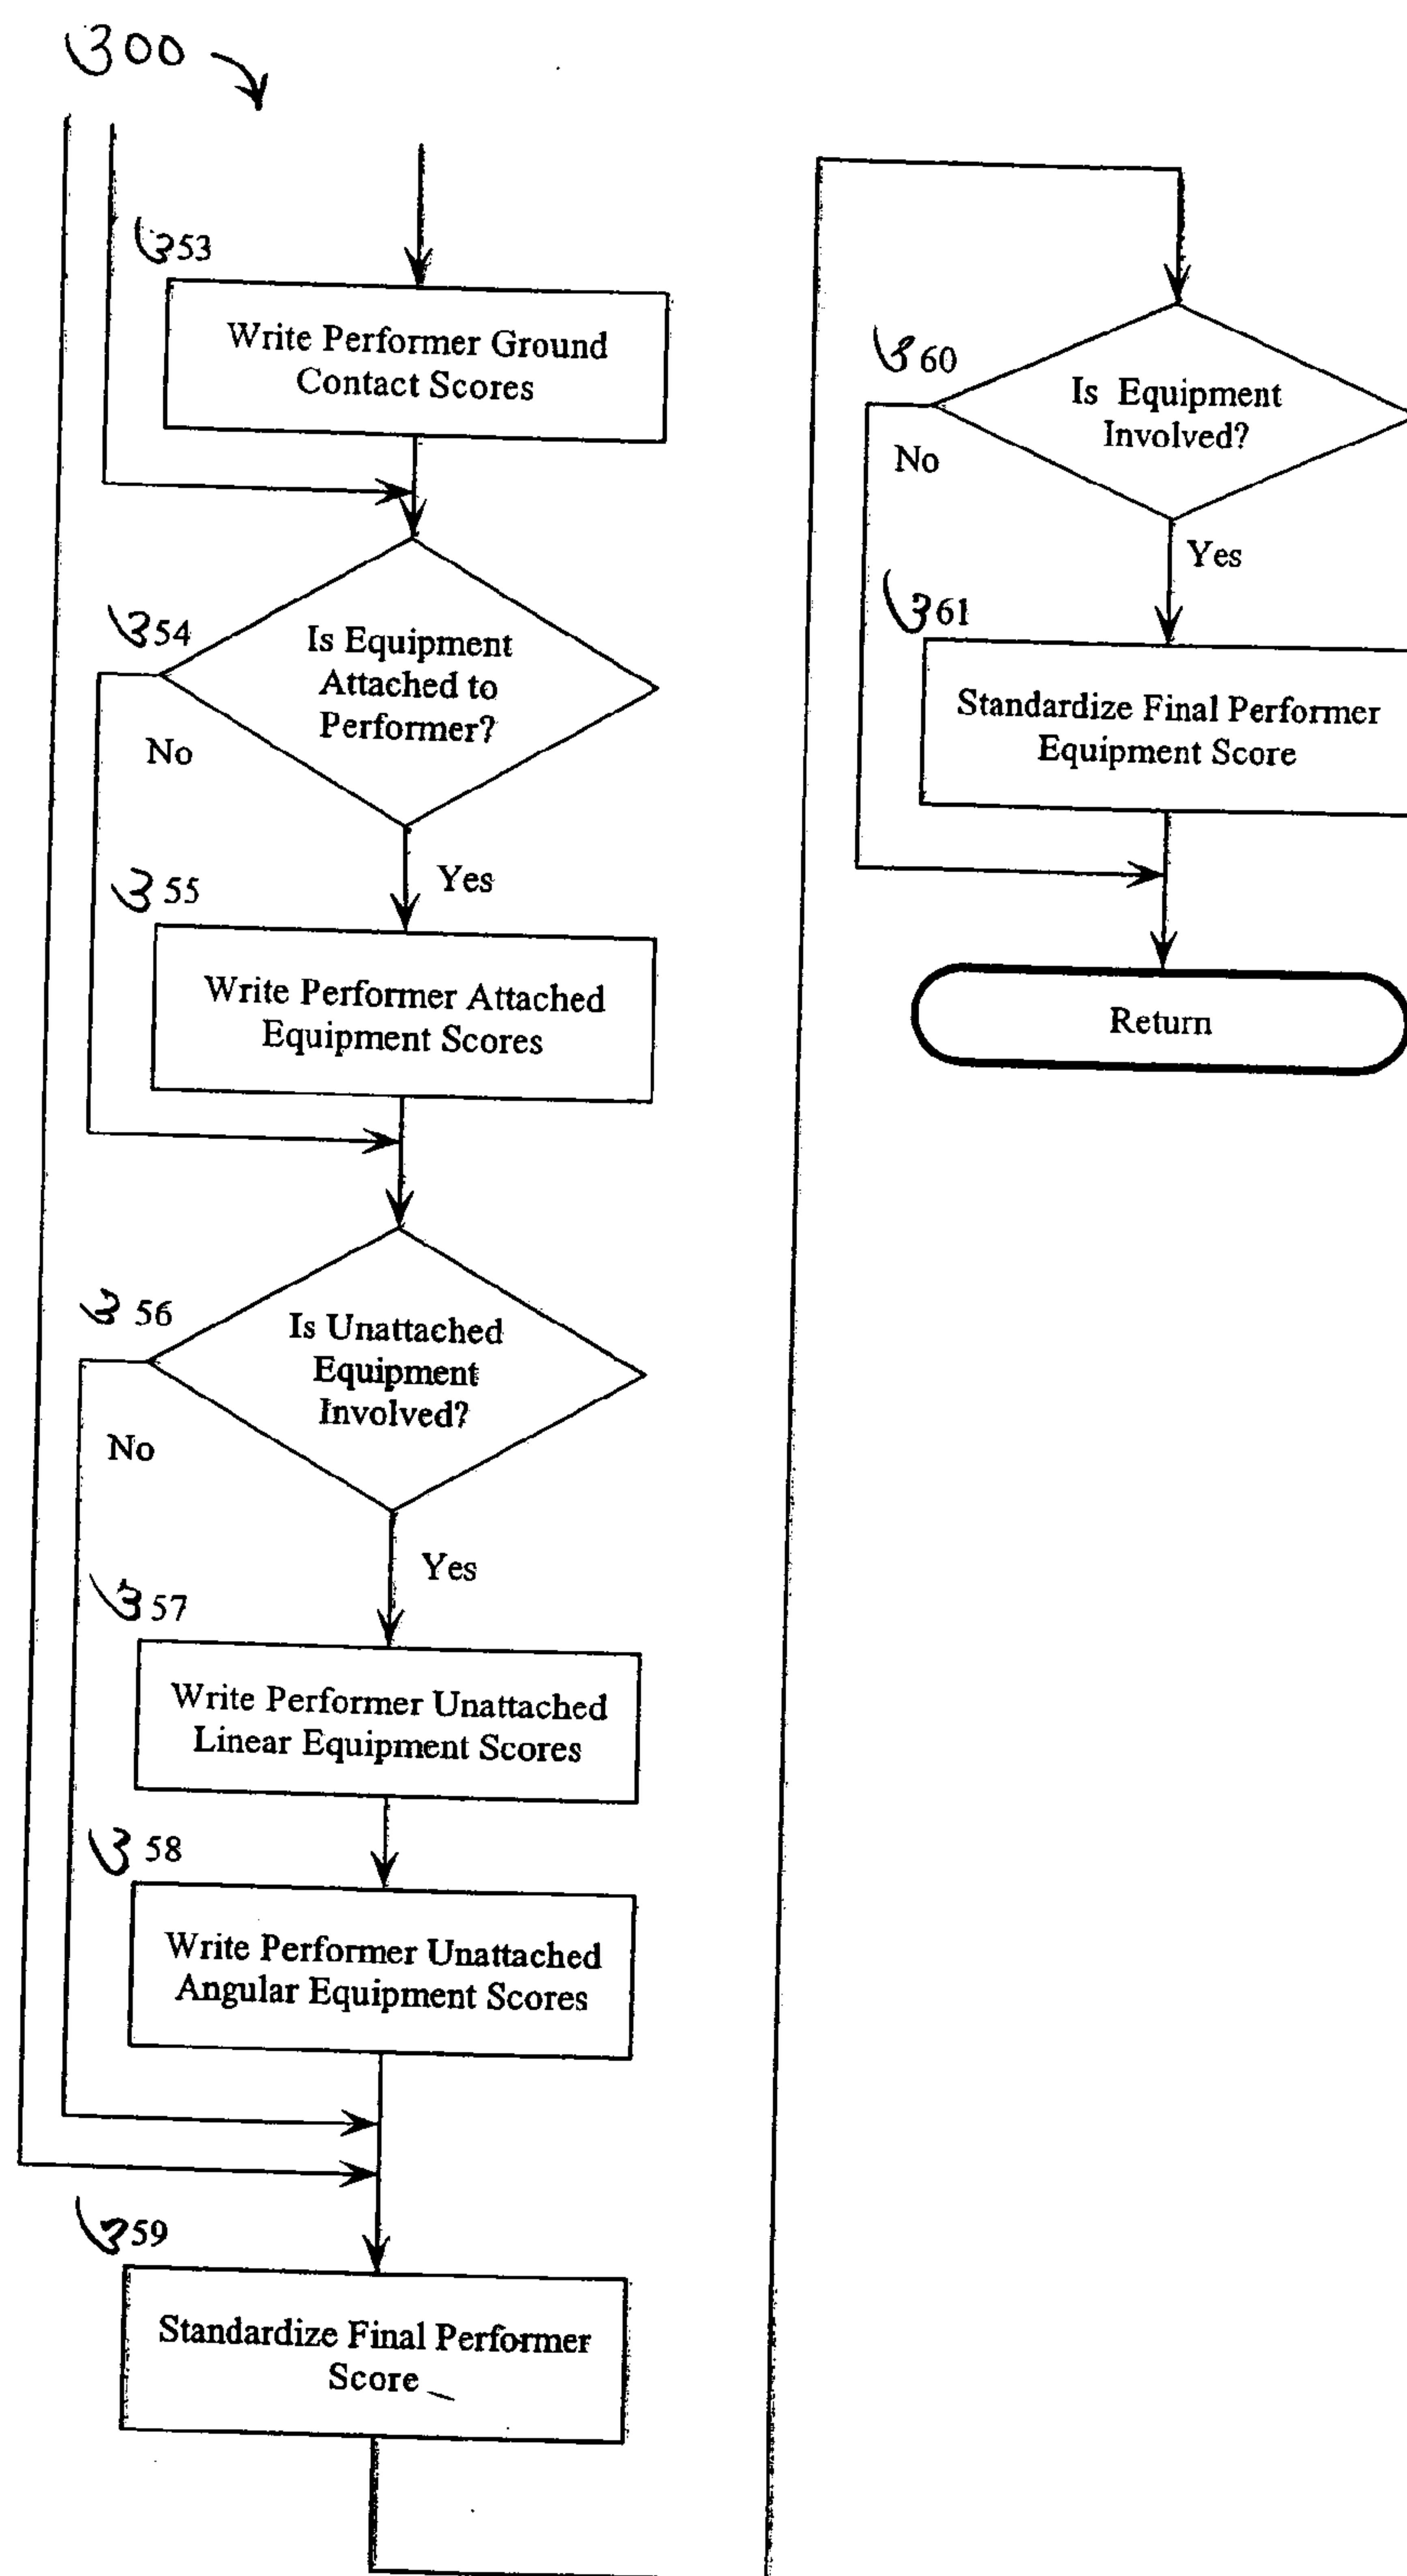 300
353
Write Performer Ground
Contact Scores
354
Is Equipment
Attached to
Performer?
No
Yes
355
Write Performer Attached
Equipment Scores
356
Is Unattached
Equipment
Involved?
No
Yes
357
Write Performer Unattached
Linear Equipment Scores
358
Write Performer Unattached
Angular Equipment Scores
359
Standardize Final Performer
Score
360
Is Equipment
Involved?
No
Yes
361
Standardize Final Performer
Equipment Score
Return